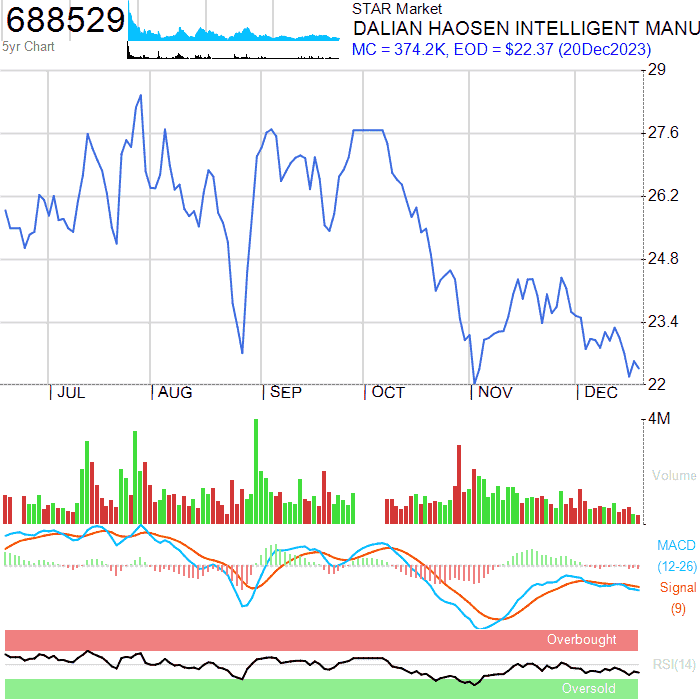 688529
5yr Chart
STAR Market
DALIAN HAOSEN INTELLIGENT MANU
MC = 374.2K, EOD = $22.37 (20Dec2023)
29
27.6
26.2
24.8
23.4
22
JUL AUG SEP OCT NOV DEC
4M
Volume
MACD
(12-26)
Signal
(9)
Overbought
RSI(14)
Oversold